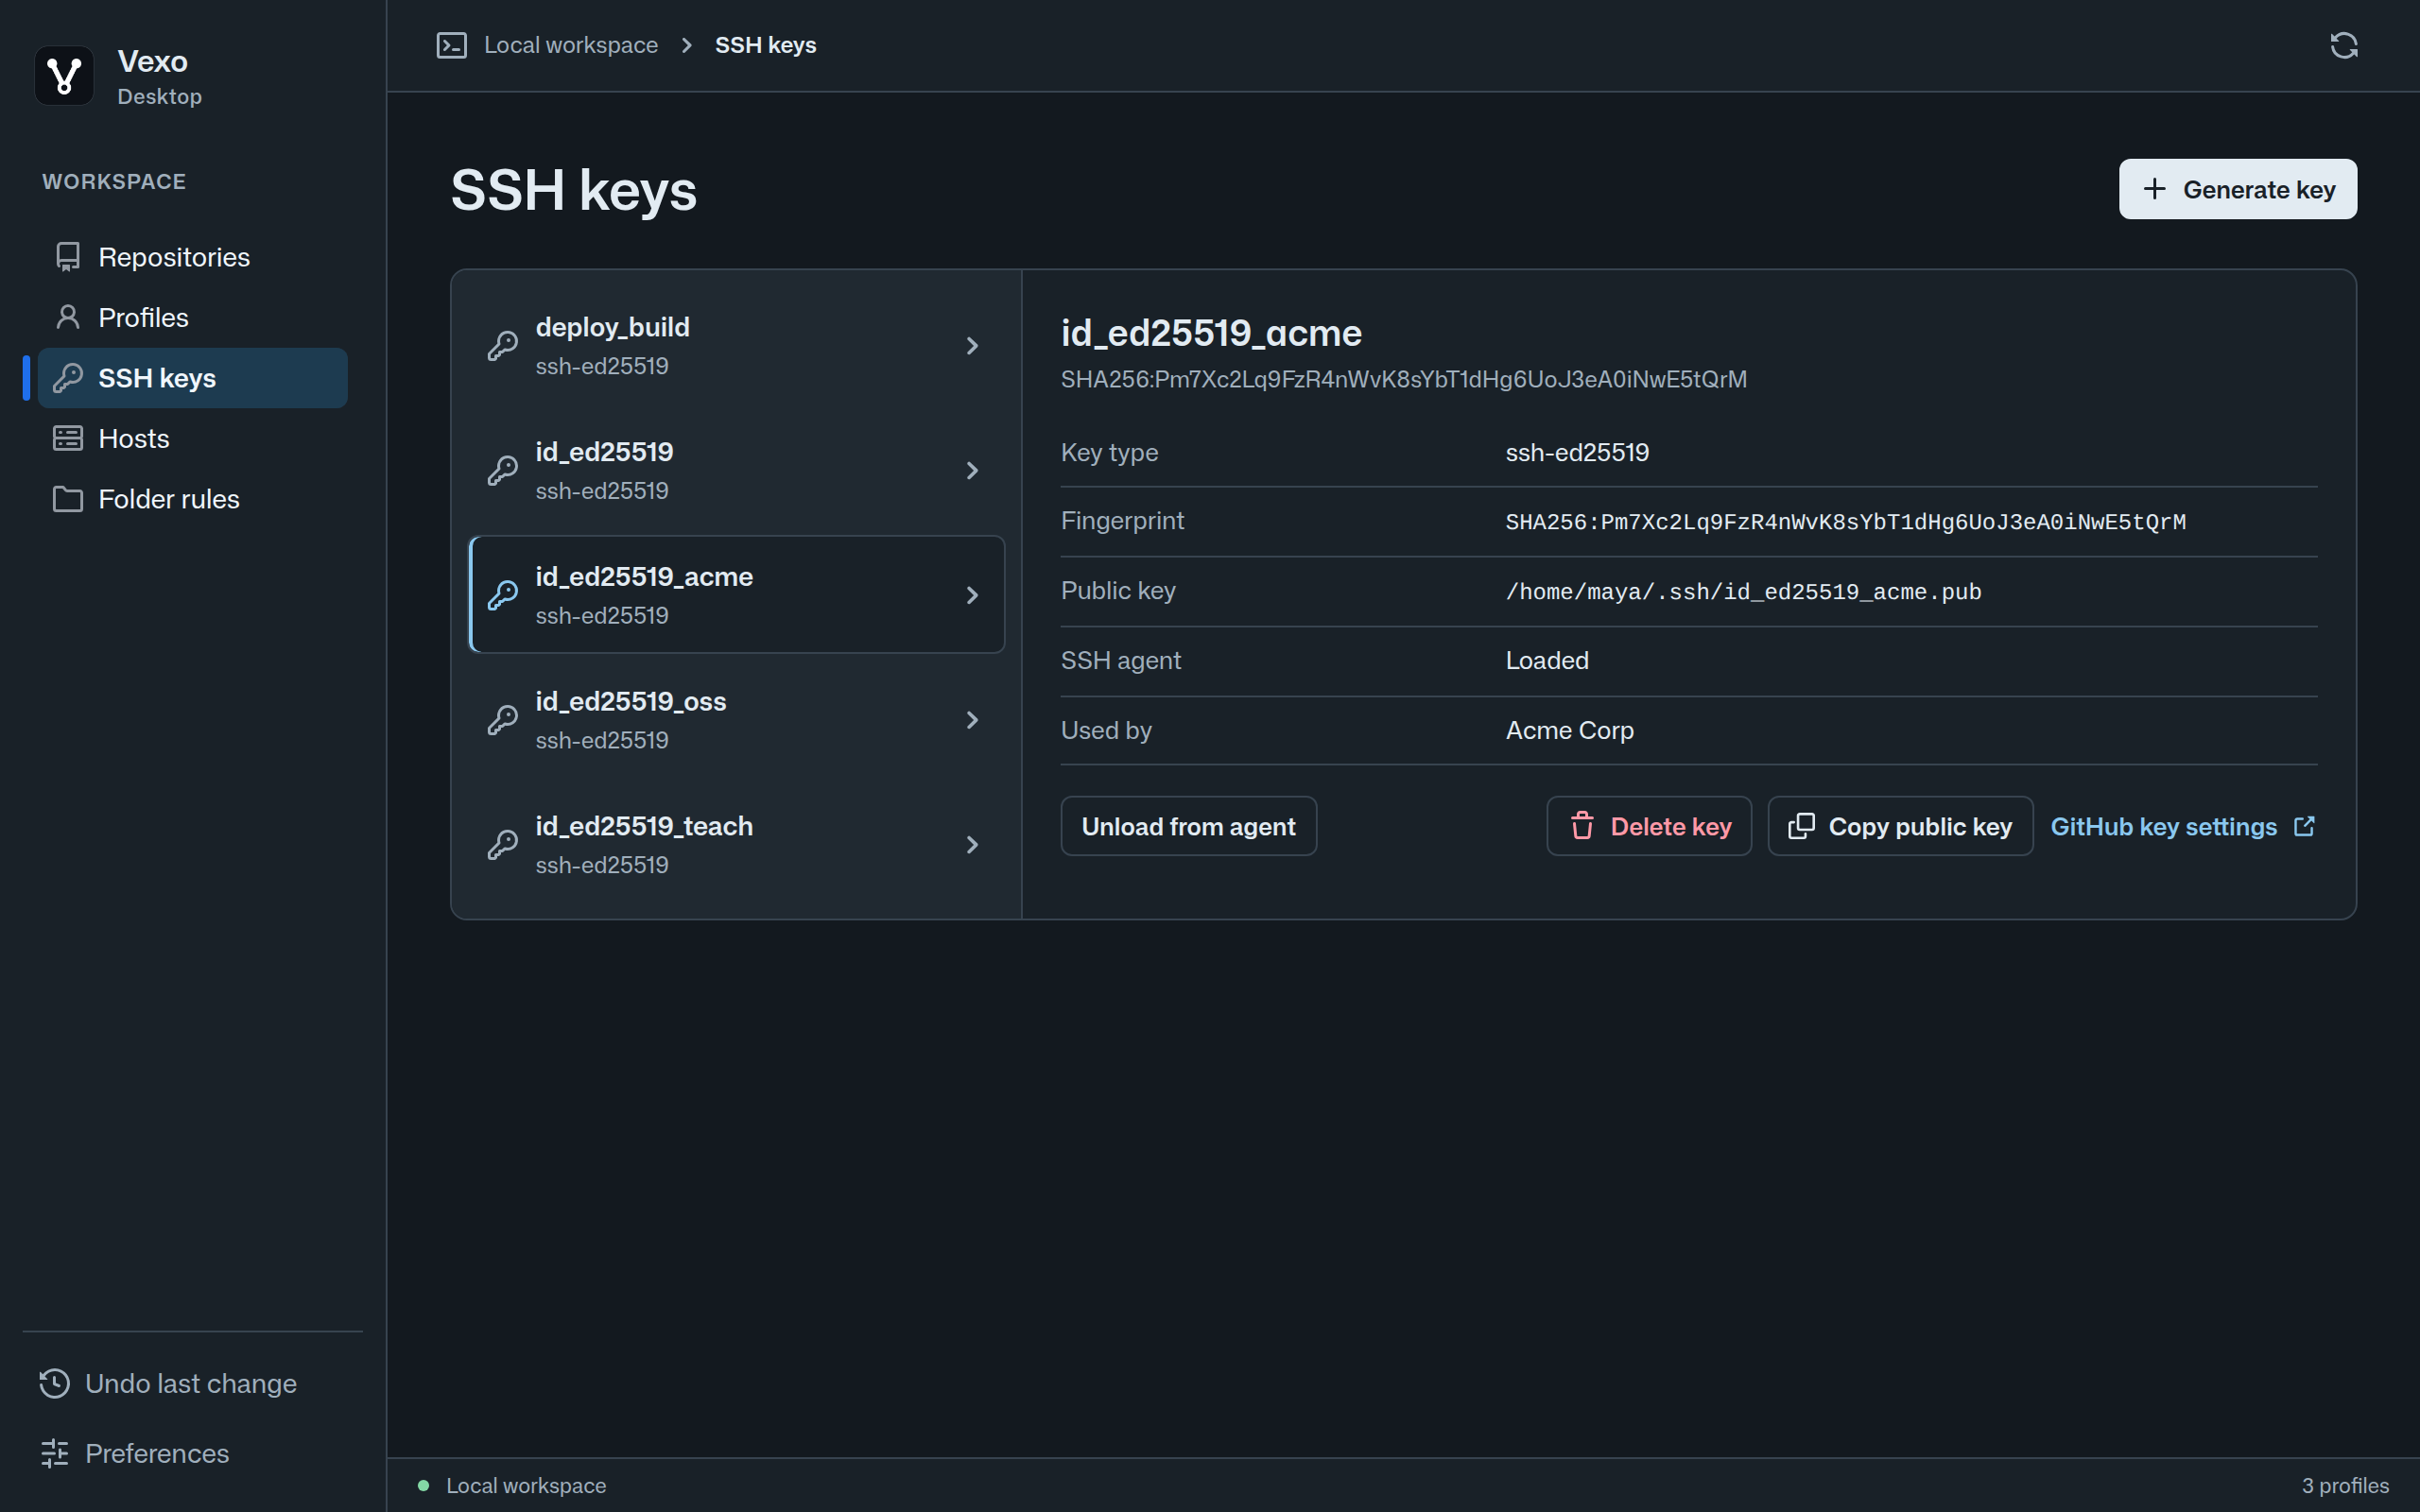 Vexo
Desktop
WORKSPACE
Repositories
Profiles
SSH keys
Hosts
Folder rules
Undo last change
Preferences
Local workspace > SSH keys
SSH keys
Generate key
deploy_build
ssh-ed25519
id_ed25519
ssh-ed25519
id_ed25519_acme
ssh-ed25519
id_ed25519_oss
ssh-ed25519
id_ed25519_teach
ssh-ed25519
id_ed25519_acme
SHA256:Pm7Xc2Lq9FzR4nWvK8sYbT1dHg6UoJ3eA0iNwE5tQrM
Key type ssh-ed25519
Fingerprint SHA256:Pm7Xc2Lq9FzR4nWvK8sYbT1dHg6UoJ3eA0iNwE5tQrM
Public key /home/maya/.ssh/id_ed25519_acme.pub
SSH agent Loaded
Used by Acme Corp
Unload from agent Delete key Copy public key GitHub key settings
Local workspace 3 profiles